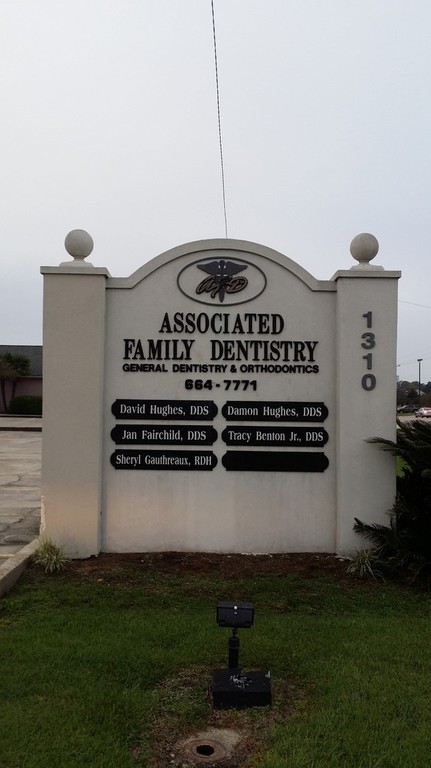 ASSOCIATED
FAMILY DENTISTRY
GENERAL DENTISTRY & ORTHODONTICS
664-7771
David Hughes, DDS
Damon Hughes, DDS
Jan Fairchild, DDS
Tracy Benton Jr., DDS
Sheryl Gauthreaux, RDH
1310